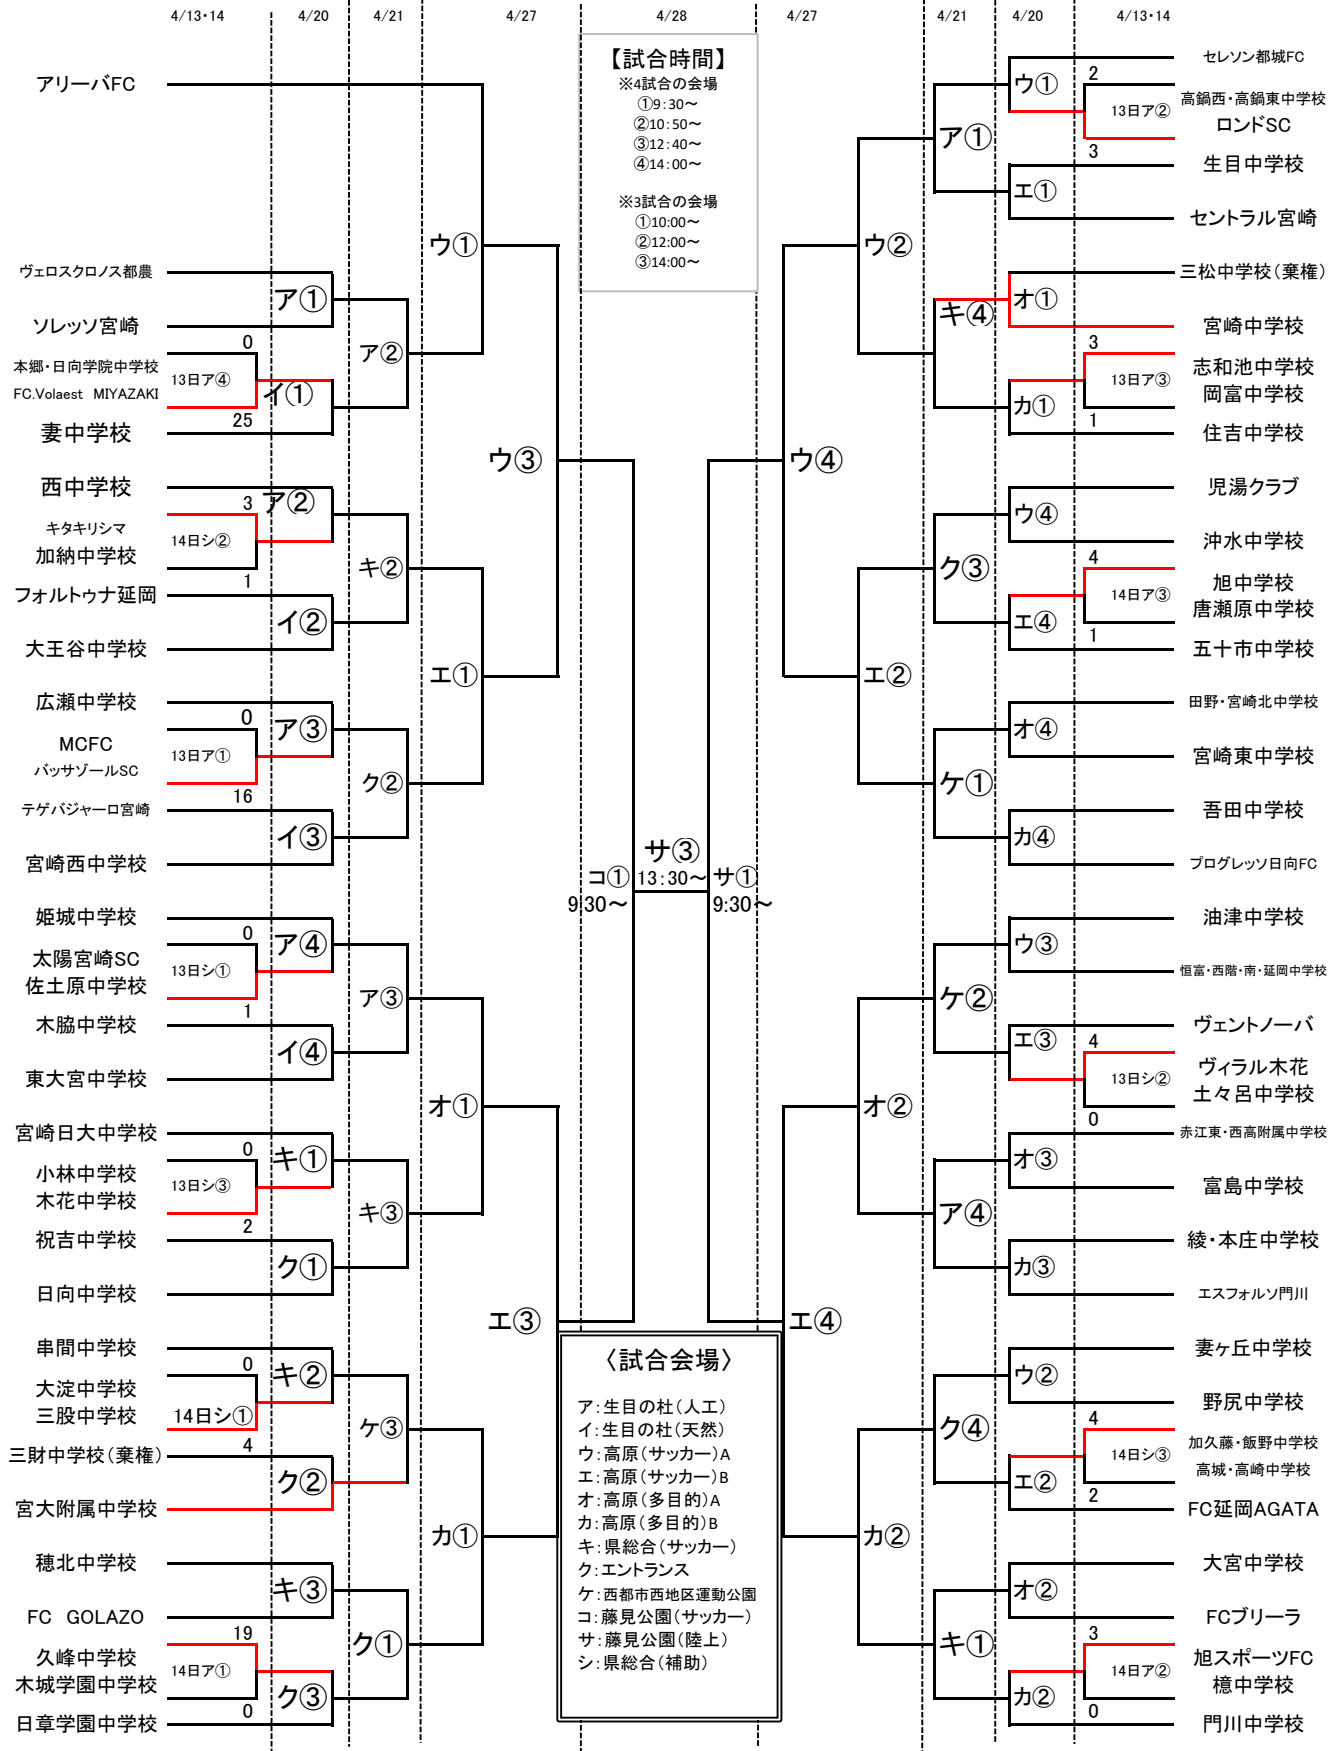 4/13・14 4/20 4/21 4/27 4/28 4/27 4/21 4/20 4/13・14
【試合時間】
※4試合の会場
①9：30～
②10：50～
③12：40～
④14：00～
※3試合の会場
①10:00～
②12:00～
③14:00～
アリーバFC
ウ①
ヴェロスクロノス都農
ア①
ソレッソ宮崎
ア②
0
本郷・日向学院中学校
13日ア④
FC.Volaest MIYAZAKI
イ①
25
妻中学校
ウ③
西中学校
ア②
3
キタキリシマ
14日シ②
加納中学校
キ②
1
フォルトゥナ延岡
イ②
大王谷中学校
エ①
広瀬中学校
ア③
0
MCFC
13日ア①
バッサゾールSC
ク②
16
テゲバジャーロ宮崎
イ③
宮崎西中学校
コ①
9:30～
サ③
13：30～
サ①
9:30～
姫城中学校
ア④
0
太陽宮崎SC
13日シ①
佐土原中学校
ア③
1
木脇中学校
イ④
東大宮中学校
オ①
宮崎日大中学校
キ①
0
小林中学校
13日シ③
木花中学校
キ③
2
祝吉中学校
ク①
日向中学校
エ③
串間中学校
キ②
0
大淀中学校
14日シ①
三股中学校
ケ③
4
三財中学校（棄権）
ク②
宮大附属中学校
カ①
穂北中学校
キ③
FC GOLAZO
ク①
19
久峰中学校
14日ア①
木城学園中学校
ク③
0
日章学園中学校
セレソン都城FC
ウ①
2
高鍋西・高鍋東中学校
13日ア②
ロンドSC
ア①
3
生目中学校
エ①
セントラル宮崎
ウ②
三松中学校（棄権）
オ①
宮崎中学校
キ④
3
志和池中学校
13日ア③
岡富中学校
カ①
1
住吉中学校
ウ④
児湯クラブ
ウ④
沖水中学校
ク③
4
旭中学校
14日ア③
唐瀬原中学校
エ④
1
五十市中学校
エ②
田野・宮崎北中学校
オ④
宮崎東中学校
ケ①
吾田中学校
カ④
プログレッソ日向FC
油津中学校
ウ③
恒富・西階・南・延岡中学校
ケ②
ヴェントノーバ
エ③
4
ヴィラル木花
13日シ②
土々呂中学校
0
オ②
赤江東・西高附属中学校
オ③
富島中学校
ア④
綾・本庄中学校
カ③
エスフォルソ門川
エ④
妻ヶ丘中学校
ウ②
野尻中学校
ク④
4
加久藤・飯野中学校
14日シ③
高城・高崎中学校
エ②
2
FC延岡AGATA
カ②
大宮中学校
オ②
FCブリーラ
キ①
3
旭スポーツFC
14日ア②
檍中学校
カ②
0
門川中学校
〈試合会場〉
ア：生目の杜（人工）
イ：生目の杜（天然）
ウ：高原（サッカー）A
エ：高原（サッカー）B
オ：高原（多目的）A
カ：高原（多目的）B
キ：県総合（サッカー）
ク：エントランス
ケ：西都市西地区運動公園
コ：藤見公園（サッカー）
サ：藤見公園（陸上）
シ：県総合（補助）